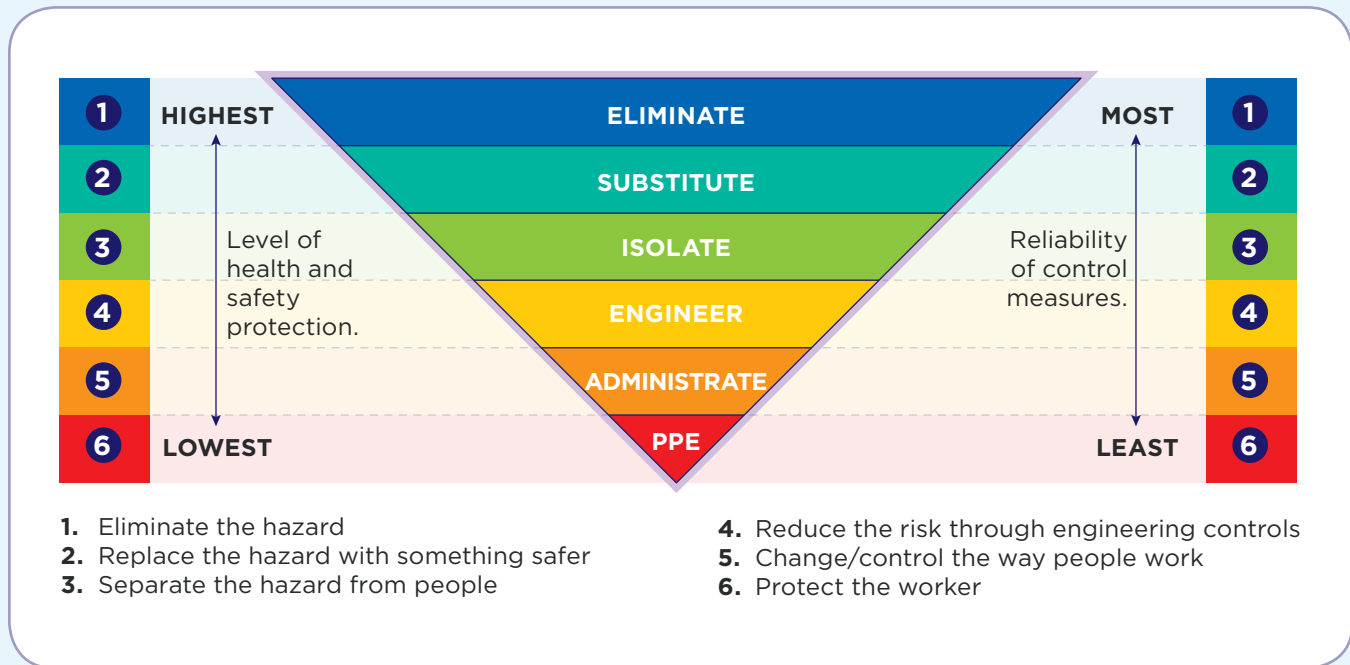 1 HIGHEST ELIMINATE MOST 1
2 SUBSTITUTE 2
3 Level of health and safety protection. ISOLATE Reliability of control measures. 3
4 ENGINEER 4
5 ADMINISTRATE 5
6 LOWEST PPE LEAST 6
1. Eliminate the hazard
2. Replace the hazard with something safer
3. Separate the hazard from people
4. Reduce the risk through engineering controls
5. Change/control the way people work
6. Protect the worker